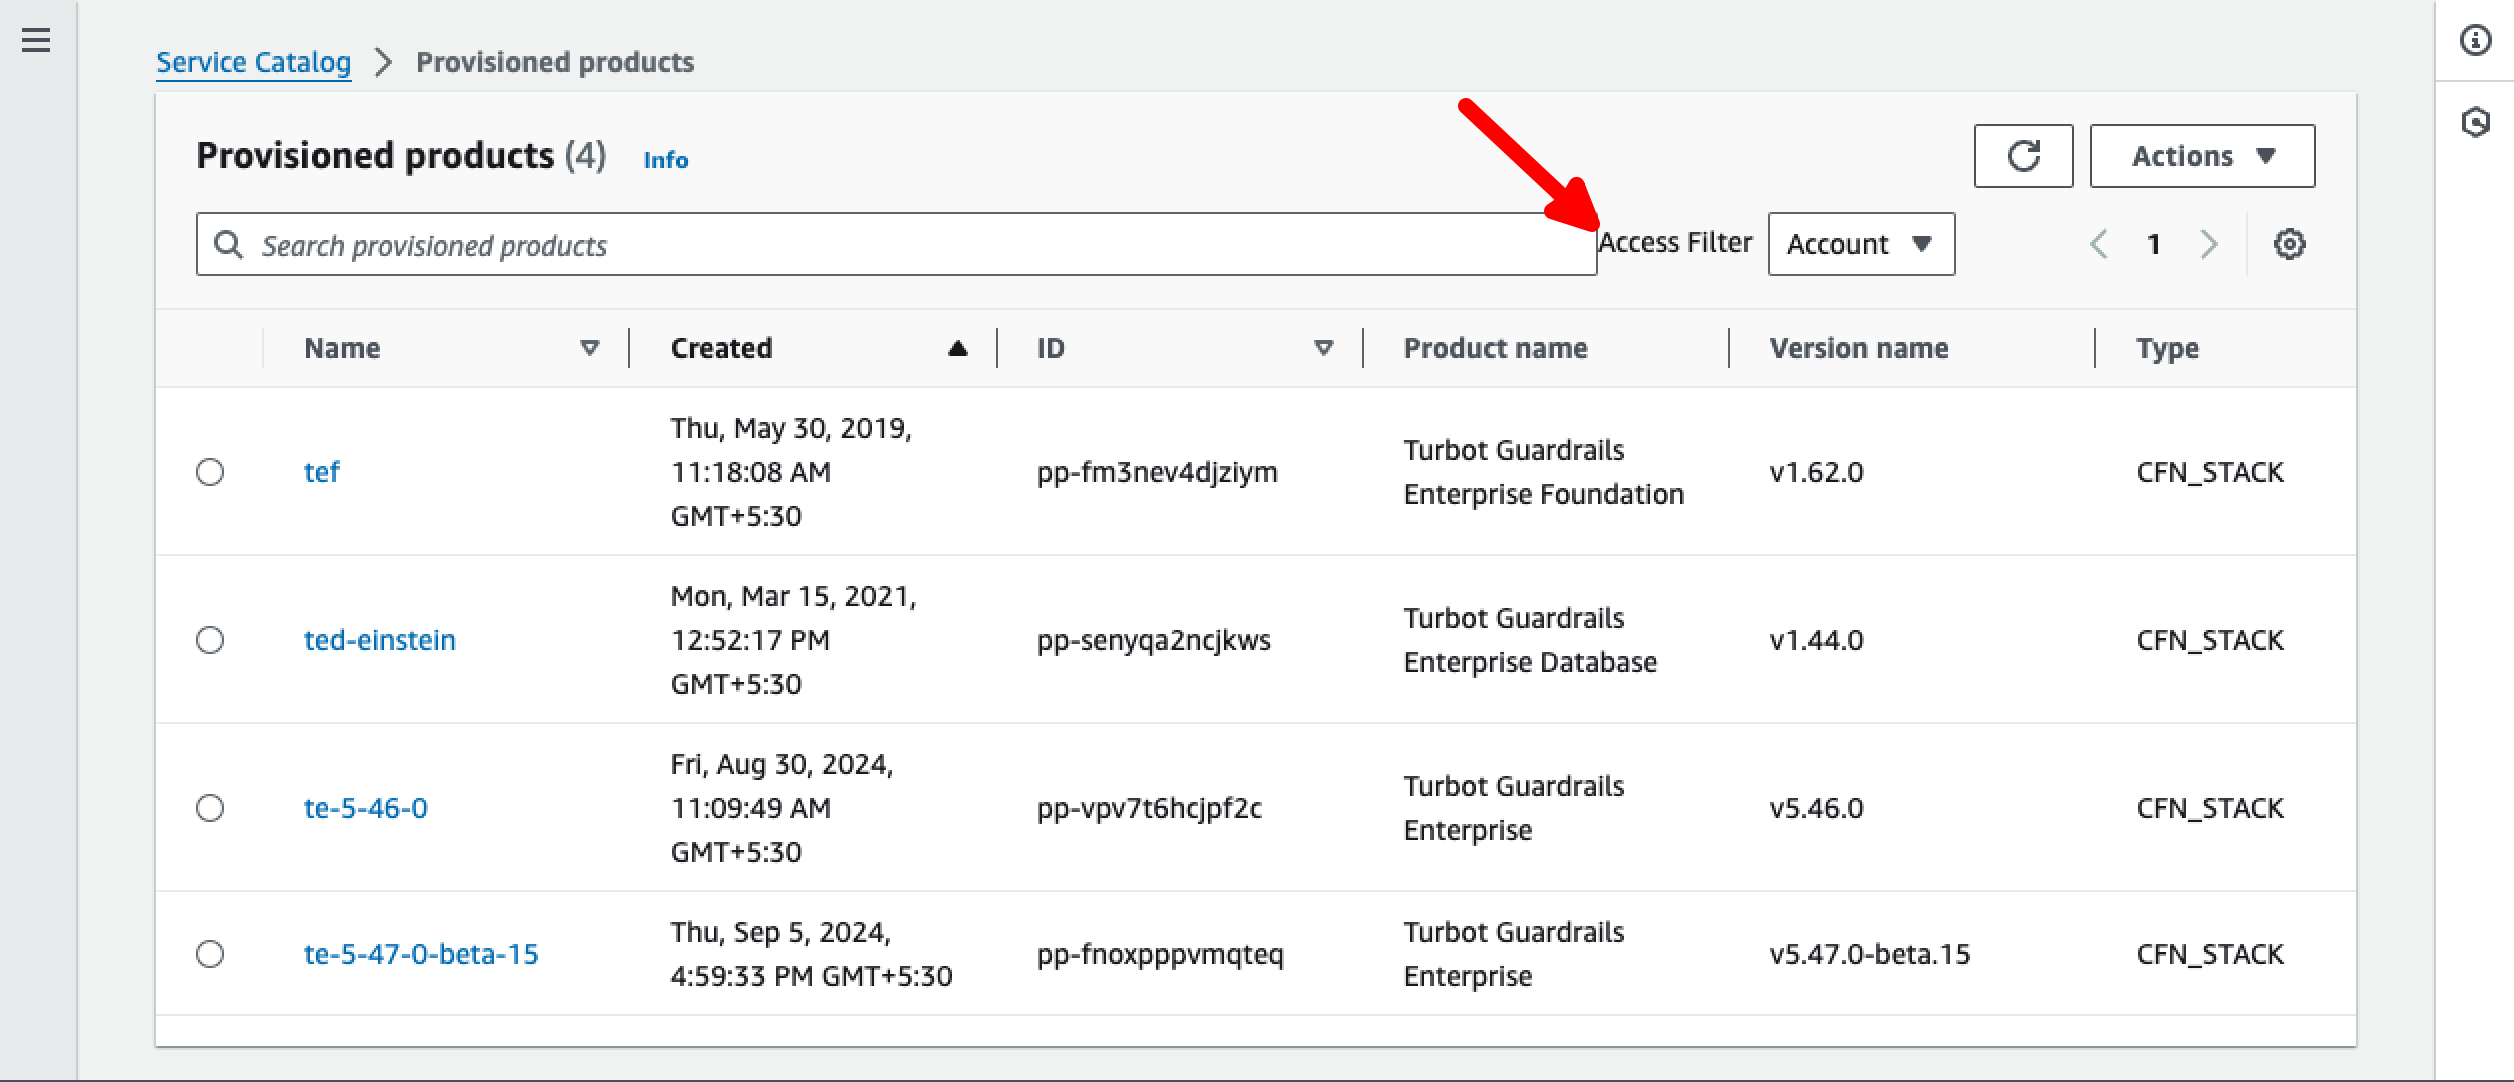 Service Catalog > Provisioned products
Provisioned products (4) Info
Actions
Search provisioned products
Access Filter
Account
1
Name Created ID Product name Version name Type
tef
Thu, May 30, 2019,
11:18:08 AM
GMT+5:30
pp-fm3nev4djziym
Turbot Guardrails
Enterprise Foundation
v1.62.0
CFN_STACK
ted-einstein
Mon, Mar 15, 2021,
12:52:17 PM
GMT+5:30
pp-senyqa2ncjkws
Turbot Guardrails
Enterprise Database
v1.44.0
CFN_STACK
te-5-46-0
Fri, Aug 30, 2024,
11:09:49 AM
GMT+5:30
pp-vpv7t6hcjpf2c
Turbot Guardrails
Enterprise
v5.46.0
CFN_STACK
te-5-47-0-beta-15
Thu, Sep 5, 2024,
4:59:33 PM GMT+5:30
pp-fnoxpppvmqteq
Turbot Guardrails
Enterprise
v5.47.0-beta.15
CFN_STACK